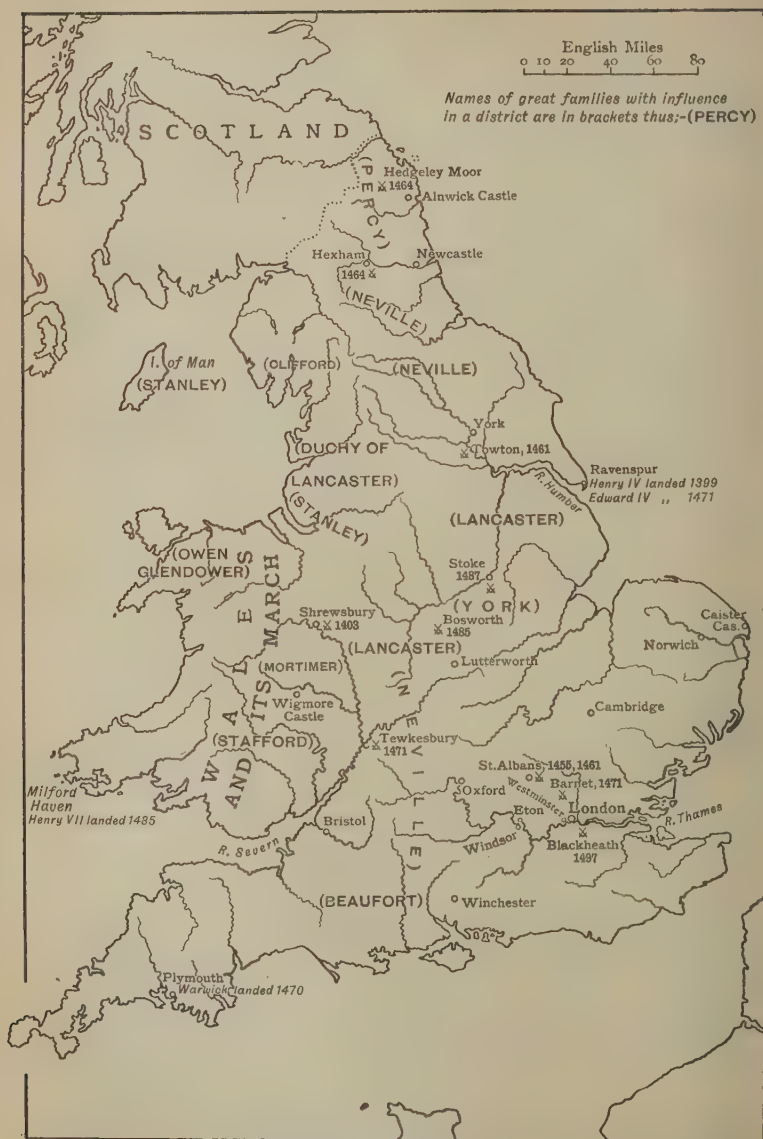 English Miles
0 10 20 40 60 80
Names of great families with influence
in a district are in brackets thus;-(PERCY)
SCOTLAND
(PERCY)
Hedgeley Moor
1464
Alnwick Castle
Hexham
1464
Newcastle
(NEVILLE)
I. of Man
(STANLEY)
(CLIFFORD)
(NEVILLE)
York
Towton, 1461
(DUCHY OF
LANCASTER)
(STANLEY)
Ravenspur
Henry IV landed 1399
Edward IV „ 1471
R. Humber
(LANCASTER)
(OWEN
GLENDOWER)
WALES
AND ITS MARCH
Stoke
1487
(YORK)
Shrewsbury
1403
Bosworth
1485
(LANCASTER)
Lutterworth
Caister
Cas.
Norwich
(MORTIMER)
Wigmore
Castle
(NEVILLE)
Cambridge
(STAFFORD)
Tewkesbury
1471
St. Albans, 1455, 1461
Barnet, 1471
Westminster
London
Oxford
Eton
Windsor
R. Thames
Blackheath
1497
Milford
Haven
Henry VII landed 1485
Bristol
R. Severn
(BEAUFORT)
Winchester
Plymouth
Warwick landed 1470